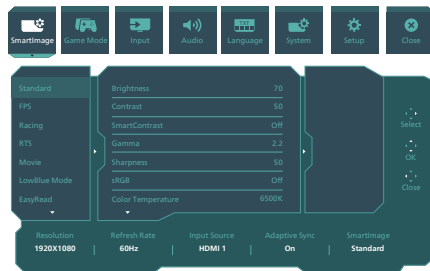 SmartImage Game Mode Input Audio TXT Language System Setup Close
Standard Brightness 70
FPS Contrast 50
Select
Racing SmartContrast Off
RTS Gamma 2.2
OK
Movie Sharpness 50
LowBlue Mode sRGB Off
Close
EasyRead Color Temperature 6500K
Resolution Refresh Rate Input Source Adaptive Sync SmartImage
1920X1080 | 60Hz | HDMI 1 | On | Standard